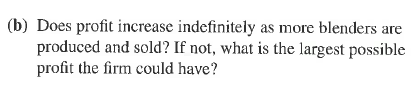 (b) Does profit increase indefinitely as more blenders are
produced and sold? If not, what is the largest possible
profit the firm could have?